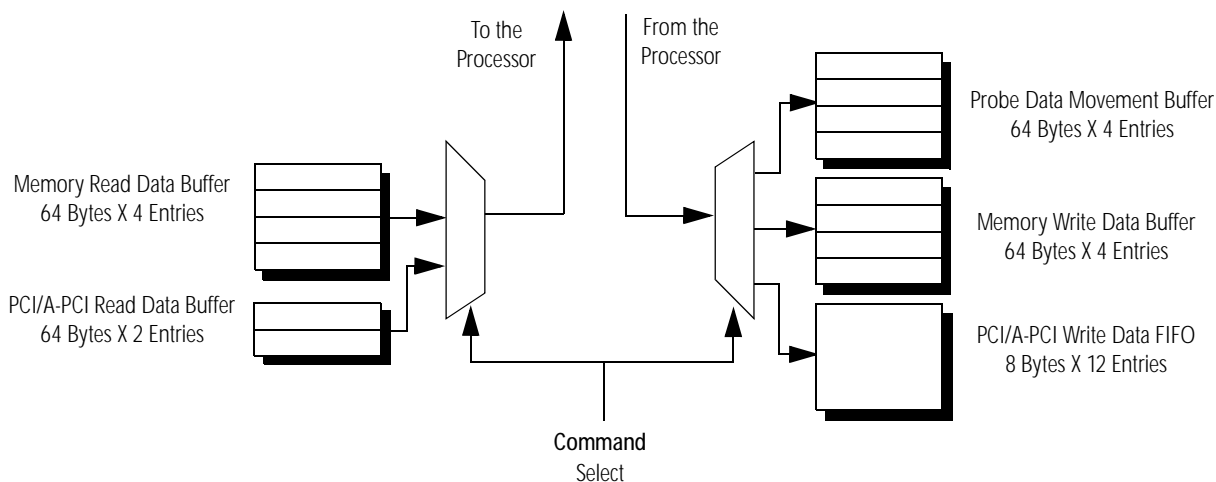 To the
Processor
From the
Processor
Memory Read Data Buffer
64 Bytes X 4 Entries
PCI/A-PCI Read Data Buffer
64 Bytes X 2 Entries
Probe Data Movement Buffer
64 Bytes X 4 Entries
Memory Write Data Buffer
64 Bytes X 4 Entries
PCI/A-PCI Write Data FIFO
8 Bytes X 12 Entries
Command
Select